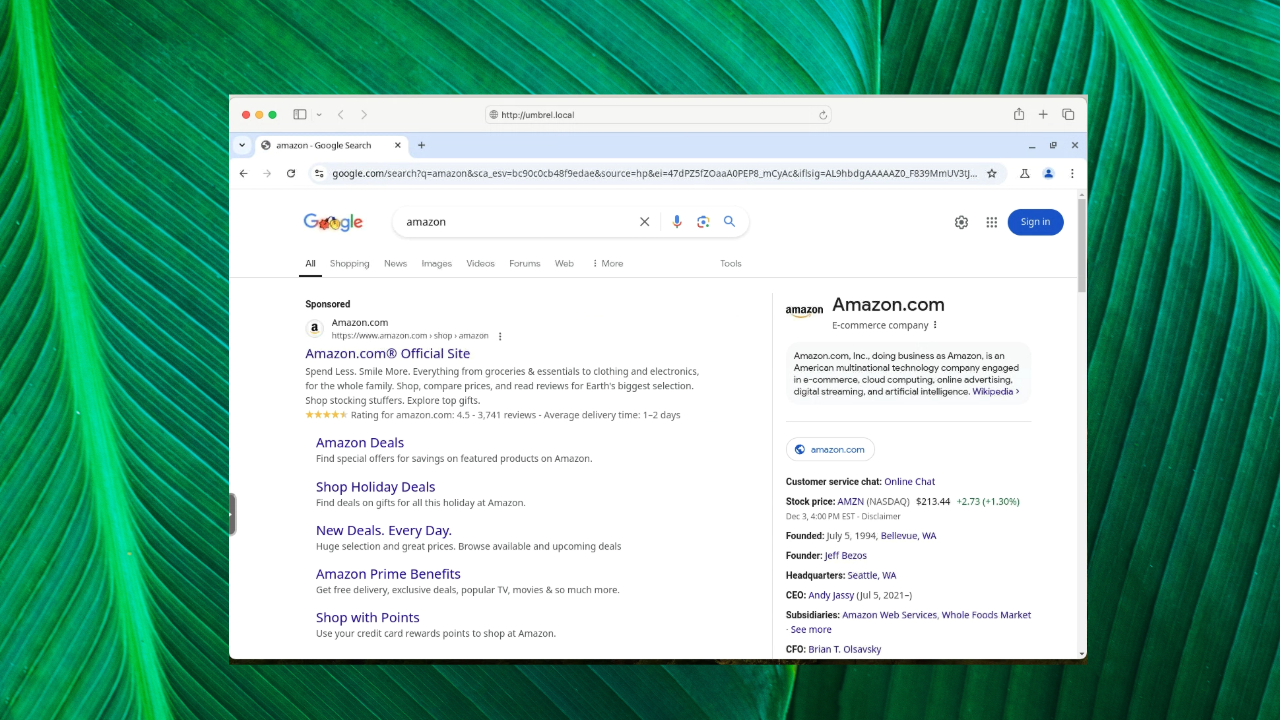 http://umbrel.local
amazon - Google Search
google.com/search?q=amazon&sca_esv=bc90c0cb48f9edae&source=hp&ei=47dPZ5fZOaaA0PEP8_mCyAc&iflsig=AL9hbdgAAAAAZ0_F839MmUV3tJ...
Google
amazon
Sign in
All Shopping News Images Videos Forums Web More Tools
Sponsored
a
Amazon.com
https://www.amazon.com › shop › amazon
Amazon.com® Official Site
Spend Less. Smile More. Everything from groceries & essentials to clothing and electronics,
for the whole family. Shop, compare prices, and read reviews for Earth's biggest selection.
Shop stocking stuffers. Explore top gifts.
Rating for amazon.com: 4.5 - 3,741 reviews - Average delivery time: 1–2 days
Amazon Deals
Find special offers for savings on featured products on Amazon.
Shop Holiday Deals
Find deals on gifts for all this holiday at Amazon.
New Deals. Every Day.
Huge selection and great prices. Browse available and upcoming deals
Amazon Prime Benefits
Get free delivery, exclusive deals, popular TV, movies & so much more.
Shop with Points
Use your credit card rewards points to shop at Amazon.
amazon
Amazon.com
E-commerce company
Amazon.com, Inc., doing business as Amazon, is an
American multinational technology company engaged
in e-commerce, cloud computing, online advertising,
digital streaming, and artificial intelligence. Wikipedia ›
amazon.com
Customer service chat: Online Chat
Stock price: AMZN (NASDAQ) $213.44 +2.73 (+1.30%)
Dec 3, 4:00 PM EST - Disclaimer
Founded: July 5, 1994, Bellevue, WA
Founder: Jeff Bezos
Headquarters: Seattle, WA
CEO: Andy Jassy (Jul 5, 2021–)
Subsidiaries: Amazon Web Services, Whole Foods Market
· See more
CFO: Brian T. Olsavsky